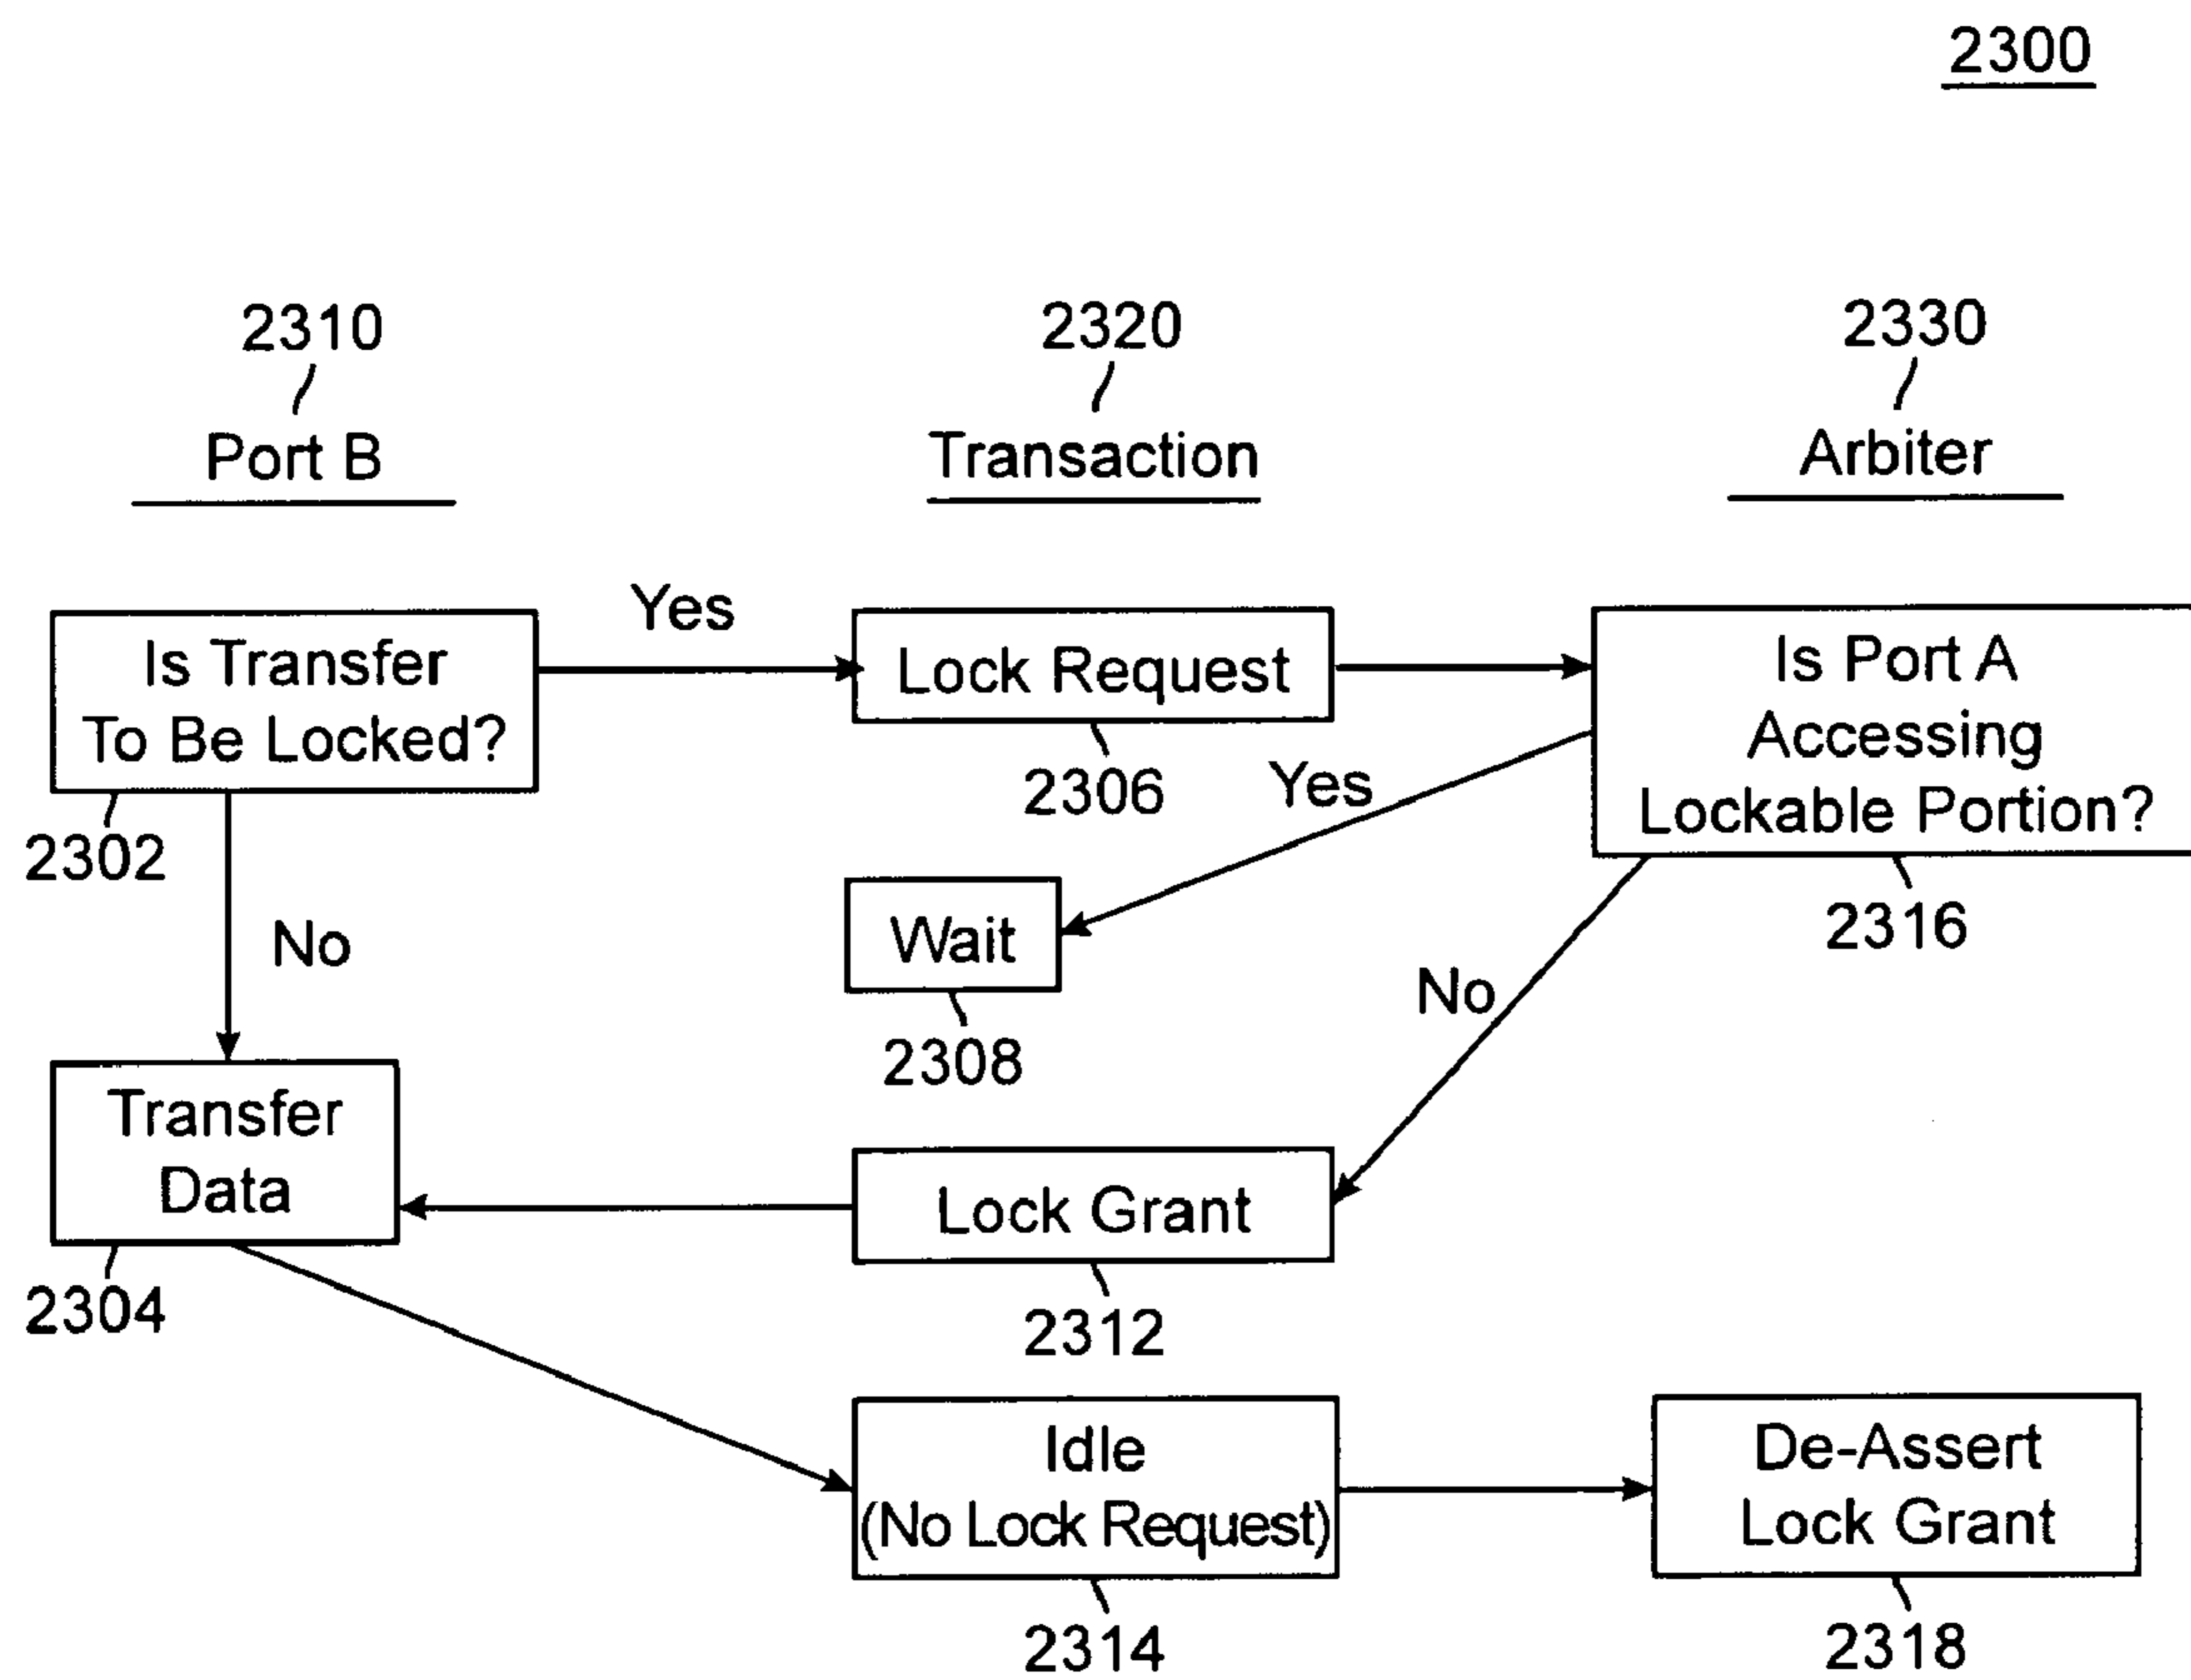 2300
2310
2320
2330
Port B
Transaction
Arbiter
Is Transfer
To Be Locked?
2302
Yes
Lock Request
2306
Is Port A
Accessing
Lockable Portion?
2316
Yes
Wait
2308
No
No
Transfer
Data
2304
Lock Grant
2312
Idle
(No Lock Request)
2314
De-Assert
Lock Grant
2318